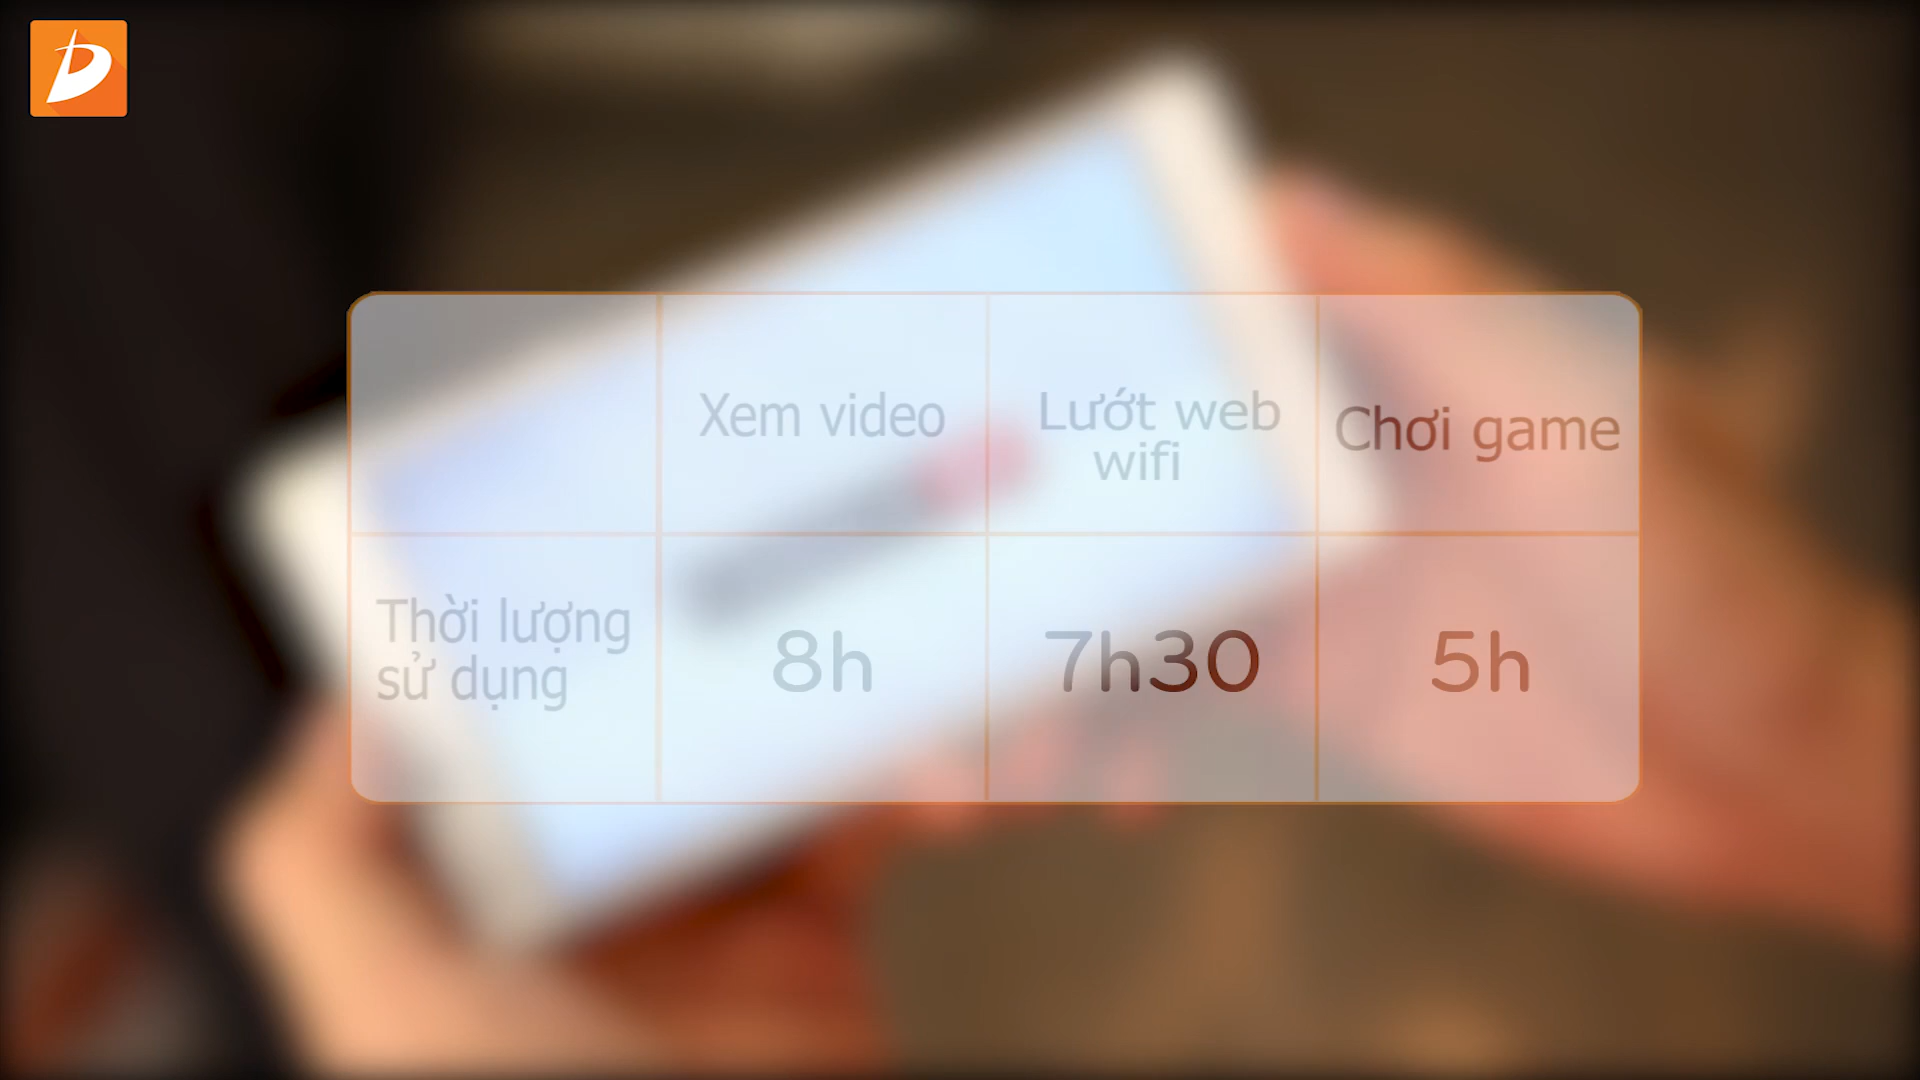 Xem video
Lướt web
wifi
Chơi game
Thời lượng
sử dụng
8h
7h30
5h